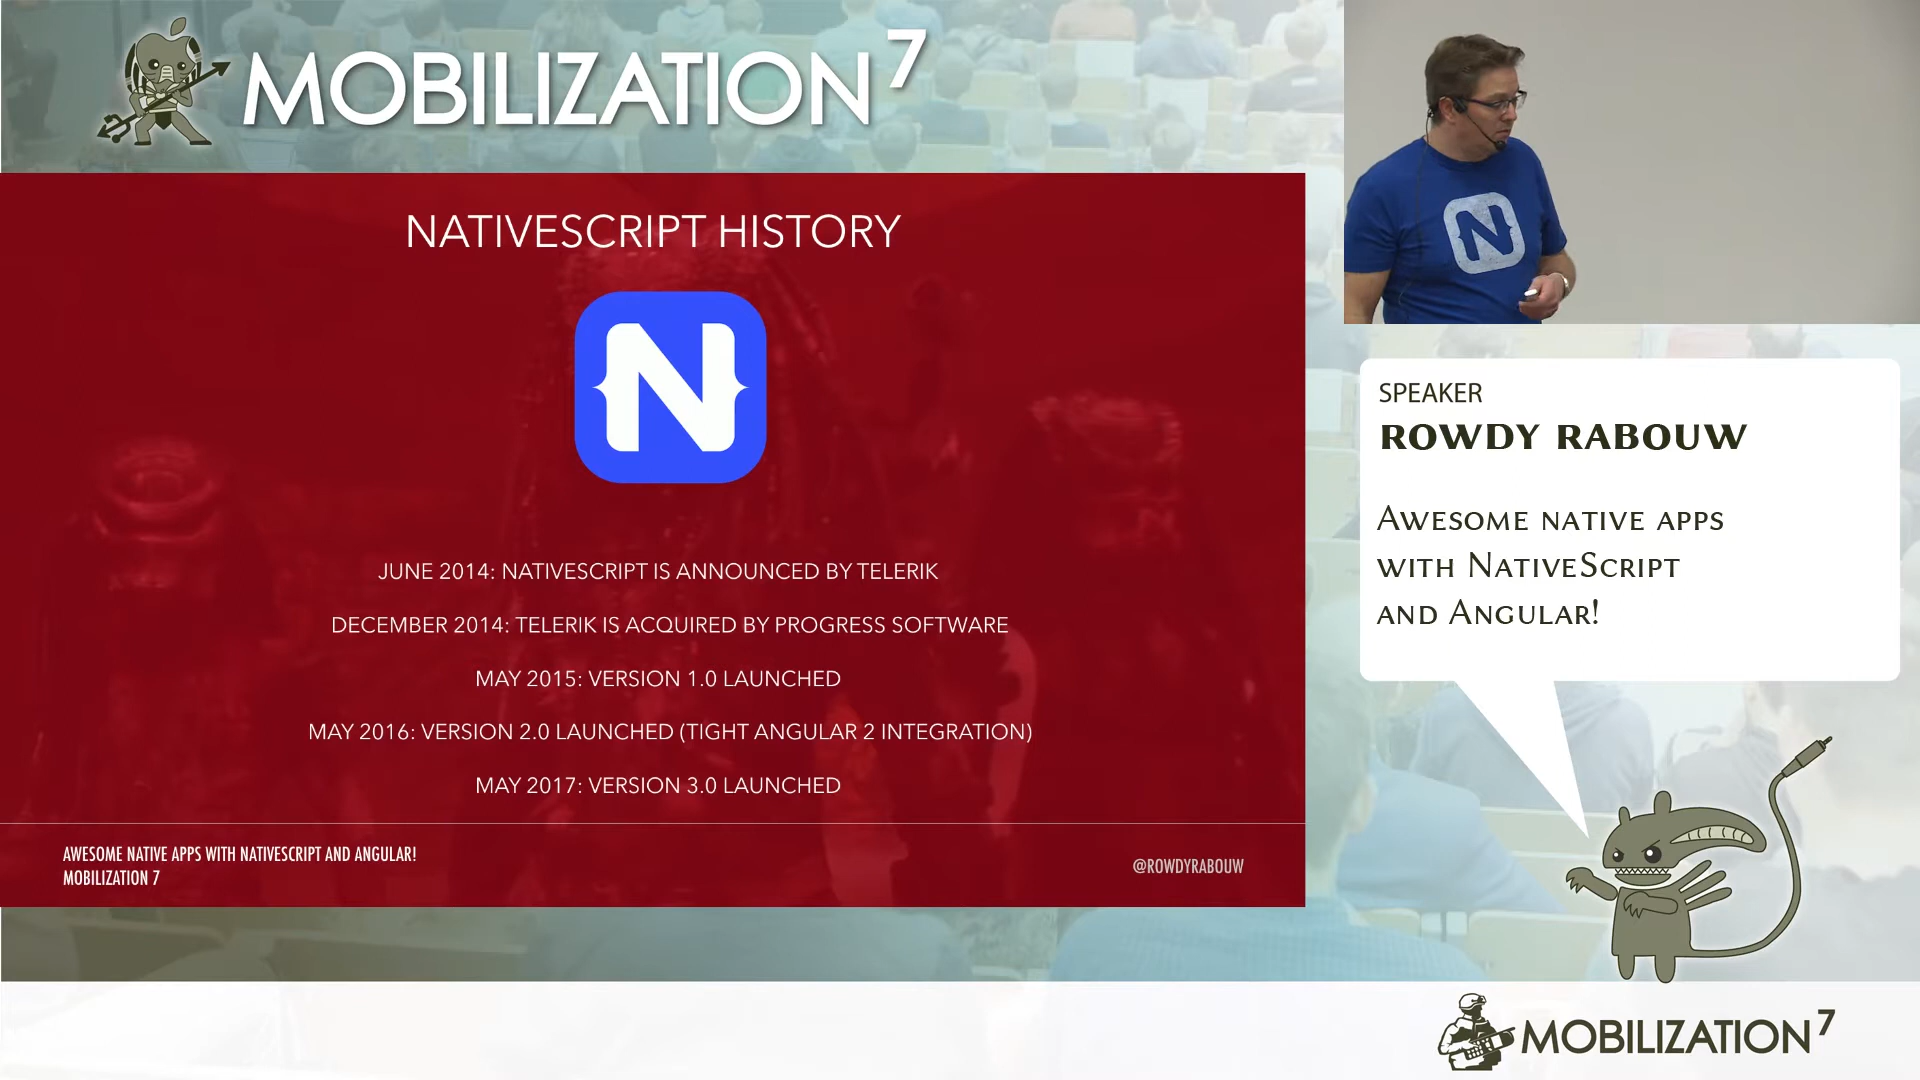 MOBILIZATION 7
NATIVESCRIPT HISTORY
N
JUNE 2014: NATIVESCRIPT IS ANNOUNCED BY TELERIK
DECEMBER 2014: TELERIK IS ACQUIRED BY PROGRESS SOFTWARE
MAY 2015: VERSION 1.0 LAUNCHED
MAY 2016: VERSION 2.0 LAUNCHED (TIGHT ANGULAR 2 INTEGRATION)
MAY 2017: VERSION 3.0 LAUNCHED
AWESOME NATIVE APPS WITH NATIVESCRIPT AND ANGULAR!
MOBILIZATION 7
@ROWDYRABOUW
N
SPEAKER
ROWDY RABOUW
AWESOME NATIVE APPS
WITH NATIVESCRIPT
AND ANGULAR!
MOBILIZATION 7